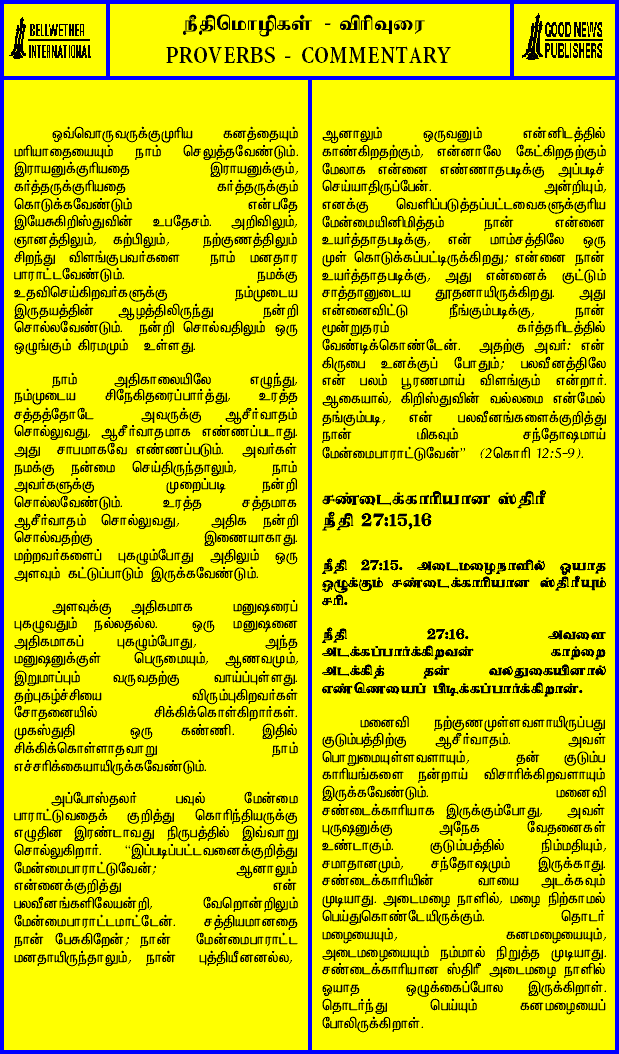 BELLWETHER
INTERNATIONAL
நீதிமொழிகள் - விரிவுரை
PROVERBS - COMMENTARY
GOOD NEWS
PUBLISHERS
ஒவ்வொருவருக்குமுரிய கனத்தையும்
மரியாதையையும் நாம் செலுத்தவேண்டும்.
இராயனுக்குரியதை இராயனுக்கும்,
கர்த்தருக்குரியதை கர்த்தருக்கும்
கொடுக்கவேண்டும் என்பதே
இயேசுகிறிஸ்துவின் உபதேசம். அறிவிலும்,
ஞானத்திலும், கற்பிலும், நற்குணத்திலும்
சிறந்து விளங்குபவர்களை நாம் மனதார
பாராட்டவேண்டும். நமக்கு
உதவிசெய்கிறவர்களுக்கு நம்முடைய
இருதயத்தின் ஆழத்திலிருந்து நன்றி
சொல்லவேண்டும். நன்றி சொல்வதிலும் ஒரு
ஒழுங்கும் கிரமமும் உள்ளது.
நாம் அதிகாலையிலே எழுந்து,
நம்முடைய சிநேகிதரைப்பார்த்து, உரத்த
சத்தத்தோடே அவருக்கு ஆசீர்வாதம்
சொல்லுவது, ஆசீர்வாதமாக எண்ணப்படாது.
அது சாபமாகவே எண்ணப்படும். அவர்கள்
நமக்கு நன்மை செய்திருந்தாலும், நாம்
அவர்களுக்கு முறைப்படி நன்றி
சொல்லவேண்டும். உரத்த சத்தமாக
ஆசீர்வாதம் சொல்லுவது, அதிக நன்றி
சொல்வதற்கு இணையாகாது.
மற்றவர்களைப் புகழும்போது அதிலும் ஒரு
அளவும் கட்டுப்பாடும் இருக்கவேண்டும்.
அளவுக்கு அதிகமாக மனுஷரைப்
புகழுவதும் நல்லதல்ல. ஒரு மனுஷனை
அதிகமாகப் புகழும்போது, அந்த
மனுஷனுக்குள் பெருமையும், ஆணவமும்,
இறுமாப்பும் வருவதற்கு வாய்ப்புள்ளது.
தற்புகழ்ச்சியை விரும்புகிறவர்கள்
சோதனையில் சிக்கிக்கொள்கிறார்கள்.
முகஸ்துதி ஒரு கண்ணி. இதில்
சிக்கிக்கொள்ளாதவாறு நாம்
எச்சரிக்கையாயிருக்கவேண்டும்.
அப்போஸ்தலர் பவுல் மேன்மை
பாராட்டுவதைக் குறித்து கொரிந்தியருக்கு
எழுதின இரண்டாவது நிருபத்தில் இவ்வாறு
சொல்லுகிறார். "இப்படிப்பட்டவனைக்குறித்து
மேன்மைபாராட்டுவேன்; ஆனாலும்
என்னைக்குறித்து என்
பலவீனங்களிலேயன்றி, வேறொன்றிலும்
மேன்மைபாராட்டமாட்டேன். சத்தியமானதை
நான் பேசுகிறேன்; நான் மேன்மைபாராட்ட
மனதாயிருந்தாலும், நான் புத்தியீனனல்ல,
ஆனாலும் ஒருவனும் என்னிடத்தில்
காண்கிறதற்கும், என்னாலே கேட்கிறதற்கும்
மேலாக என்னை எண்ணாதபடிக்கு அப்படிச்
செய்யாதிருப்பேன். அன்றியும்,
எனக்கு வெளிப்படுத்தப்பட்டவைகளுக்குரிய
மேன்மையினிமித்தம் நான் என்னை
உயர்த்தாதபடிக்கு, என் மாம்சத்திலே ஒரு
முள் கொடுக்கப்பட்டிருக்கிறது; என்னை நான்
உயர்த்தாதபடிக்கு, அது என்னைக் குட்டும்
சாத்தானுடைய தூதனாயிருக்கிறது. அது
என்னைவிட்டு நீங்கும்படிக்கு, நான்
மூன்றுதரம் கர்த்தரிடத்தில்
வேண்டிக்கொண்டேன். அதற்கு அவர்: என்
கிருபை உனக்குப் போதும்; பலவீனத்திலே
என் பலம் பூரணமாய் விளங்கும் என்றார்.
ஆகையால், கிறிஸ்துவின் வல்லமை என்மேல்
தங்கும்படி, என் பலவீனங்களைக்குறித்து
நான் மிகவும் சந்தோஷமாய்
மேன்மைபாராட்டுவேன்" (2கொரி 12:5-9).
சண்டைக்காரியான ஸ்திரீ
நீதி 27:15,16
நீதி 27:15. அடைமழைநாளில் ஓயாத
ஒழுக்கும் சண்டைக்காரியான ஸ்திரீயும்
சரி.
நீதி 27:16. அவளை
அடக்கப்பார்க்கிறவன் காற்றை
அடக்கித் தன் வலதுகையினால்
எண்ணெயைப் பிடிக்கப்பார்க்கிறான்.
மனைவி நற்குணமுள்ளவளாயிருப்பது
குடும்பத்திற்கு ஆசீர்வாதம். அவள்
பொறுமையுள்ளவளாயும், தன் குடும்ப
காரியங்களை நன்றாய் விசாரிக்கிறவளாயும்
இருக்கவேண்டும். மனைவி
சண்டைக்காரியாக இருக்கும்போது, அவள்
புருஷனுக்கு அநேக வேதனைகள்
உண்டாகும். குடும்பத்தில் நிம்மதியும்,
சமாதானமும், சந்தோஷமும் இருக்காது.
சண்டைக்காரியின் வாயை அடக்கவும்
முடியாது. அடைமழை நாளில், மழை நிற்காமல்
பெய்துகொண்டேயிருக்கும். தொடர்
மழையையும், கனமழையையும்,
அடைமழையையும் நம்மால் நிறுத்த முடியாது.
சண்டைக்காரியான ஸ்திரீ அடைமழை நாளில்
ஓயாத ஒழுக்கைப்போல இருக்கிறாள்.
தொடர்ந்து பெய்யும் கனமழையைப்
போலிருக்கிறாள்.